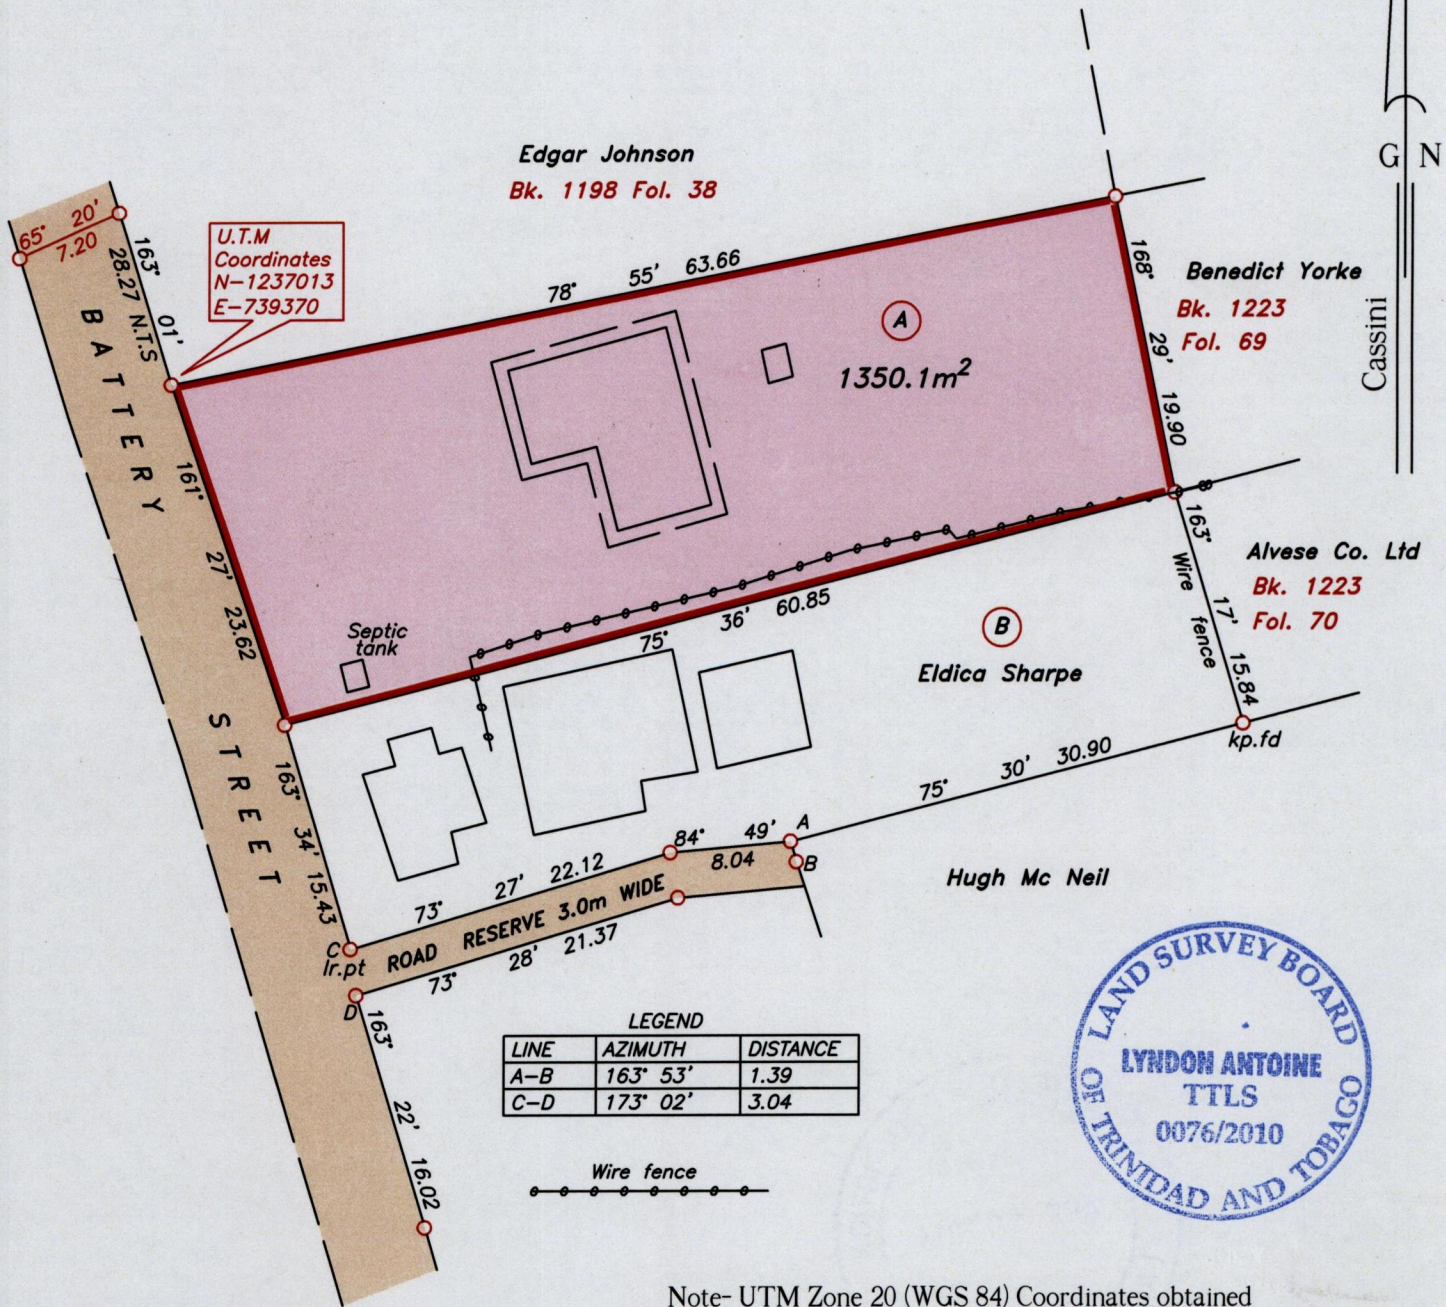 Edgar Johnson
Bk. 1198 Fol. 38
G N
Cassini
65° 20'
7.20
163° 01'
28.27 N.T.S
U.T.M
Coordinates
N-1237013
E-739370
78° 55' 63.66
A
1350.1m²
168° 29' 19.90
Benedict Yorke
Bk. 1223
Fol. 69
BATTERY STREET
161° 27' 23.62
Septic
tank
75° 36' 60.85
163° 17' 15.84
Wire fence
Alvese Co. Ltd
Bk. 1223
Fol. 70
B
Eldica Sharpe
kp.fd
75° 30' 30.90
163° 34' 15.43
84° 49'
8.04
A
B
73° 27' 22.12
ROAD RESERVE 3.0m WIDE
73° 28' 21.37
C
Ir.pt
D
Hugh Mc Neil
163° 22' 16.02
LEGEND
LINE AZIMUTH DISTANCE
A-B 163° 53' 1.39
C-D 173° 02' 3.04
Wire fence
LAND SURVEY BOARD
LYNDON ANTOINE
TTLS
0076/2010
OF TRINIDAD AND TOBAGO
Note- UTM Zone 20 (WGS 84) Coordinates obtained